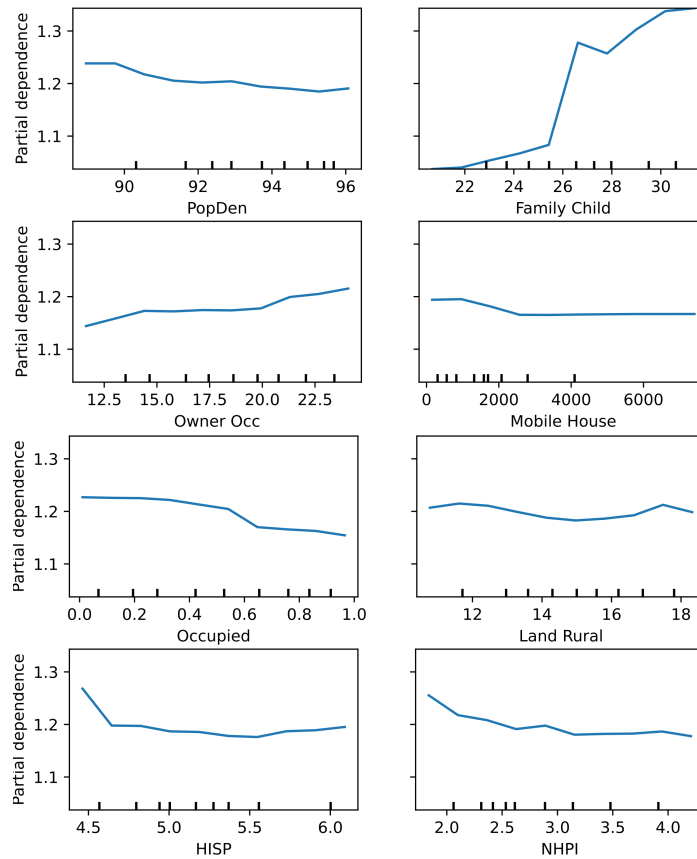 1.3
1.2
1.1
Partial dependence
90 92 94 96
PopDen
22 24 26 28 30
Family Child
1.3
1.2
1.1
Partial dependence
12.5 15.0 17.5 20.0 22.5
Owner Occ
0 2000 4000 6000
Mobile House
1.3
1.2
1.1
Partial dependence
0.0 0.2 0.4 0.6 0.8 1.0
Occupied
12 14 16 18
Land Rural
1.3
1.2
1.1
Partial dependence
4.5 5.0 5.5 6.0
HISP
2.0 2.5 3.0 3.5 4.0
NHPI